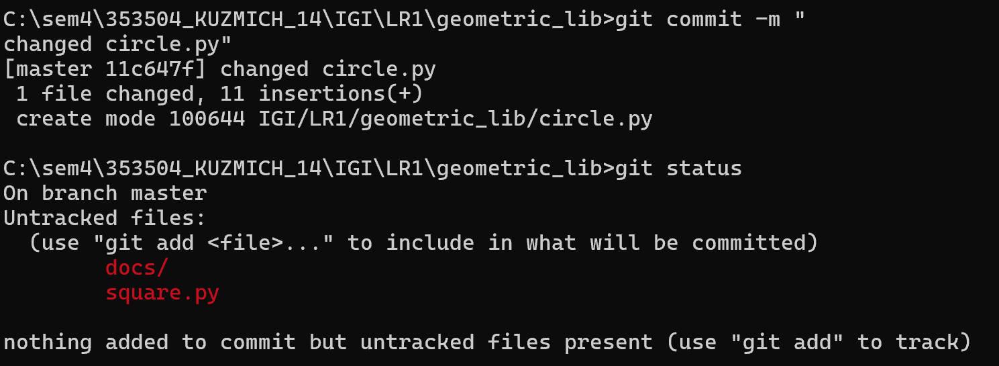 C:\sem4\353504_KUZMICH_14\IGI\LR1\geometric_lib>git commit -m "
changed circle.py"
[master 11c647f] changed circle.py
 1 file changed, 11 insertions(+)
 create mode 100644 IGI/LR1/geometric_lib/circle.py

C:\sem4\353504_KUZMICH_14\IGI\LR1\geometric_lib>git status
On branch master
Untracked files:
  (use "git add <file>..." to include in what will be committed)
        docs/
        square.py

nothing added to commit but untracked files present (use "git add" to track)